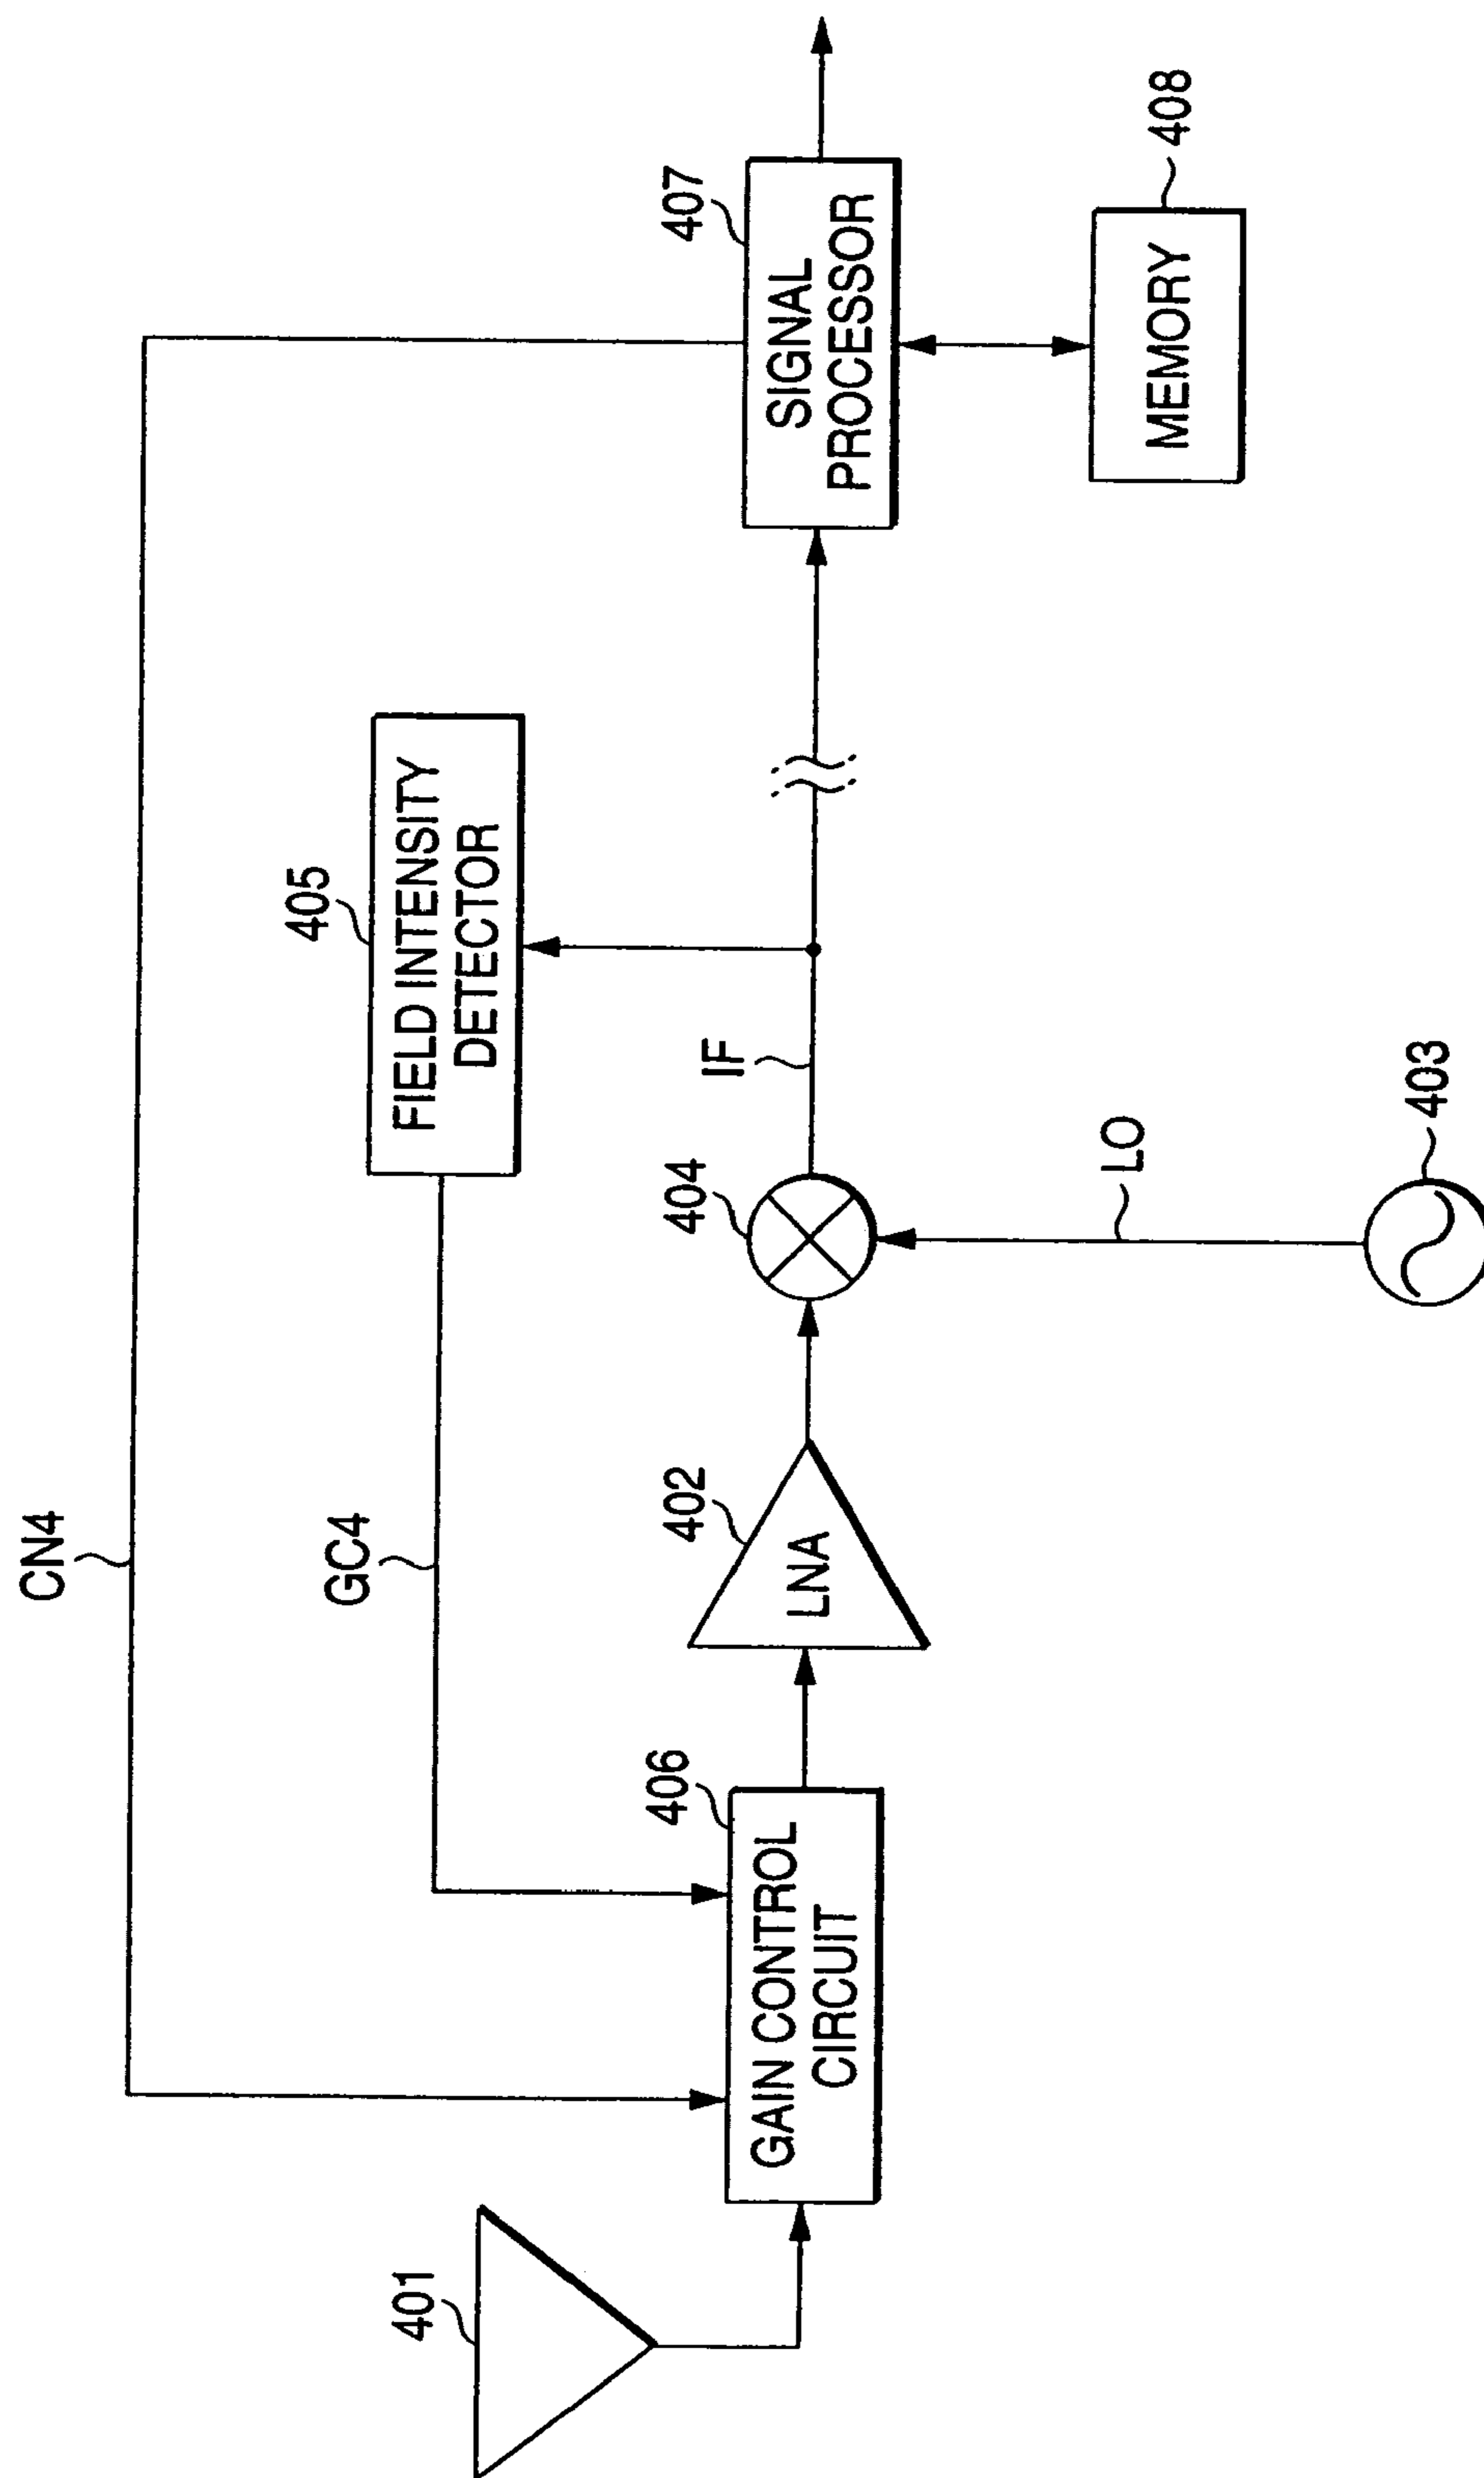 CN4
GC4
405
FIELD INTENSITY
DETECTOR
401
406
GAIN CONTROL
CIRCUIT
402
LNA
404
IF
407
SIGNAL
PROCESSOR
LO
403
MEMORY
408